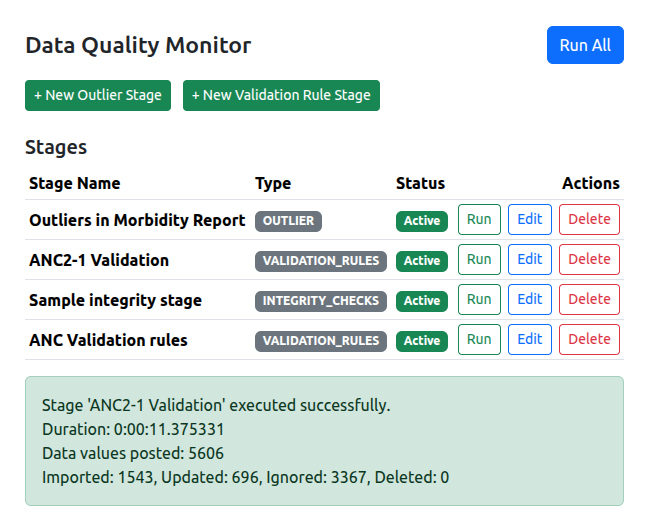 Data Quality Monitor
Run All
+ New Outlier Stage + New Validation Rule Stage
Stages
Stage Name Type Status Actions
Outliers in Morbidity Report OUTLIER Active Run Edit Delete
ANC2-1 Validation VALIDATION_RULES Active Run Edit Delete
Sample integrity stage INTEGRITY_CHECKS Active Run Edit Delete
ANC Validation rules VALIDATION_RULES Active Run Edit Delete
Stage 'ANC2-1 Validation' executed successfully.
Duration: 0:00:11.375331
Data values posted: 5606
Imported: 1543, Updated: 696, Ignored: 3367, Deleted: 0